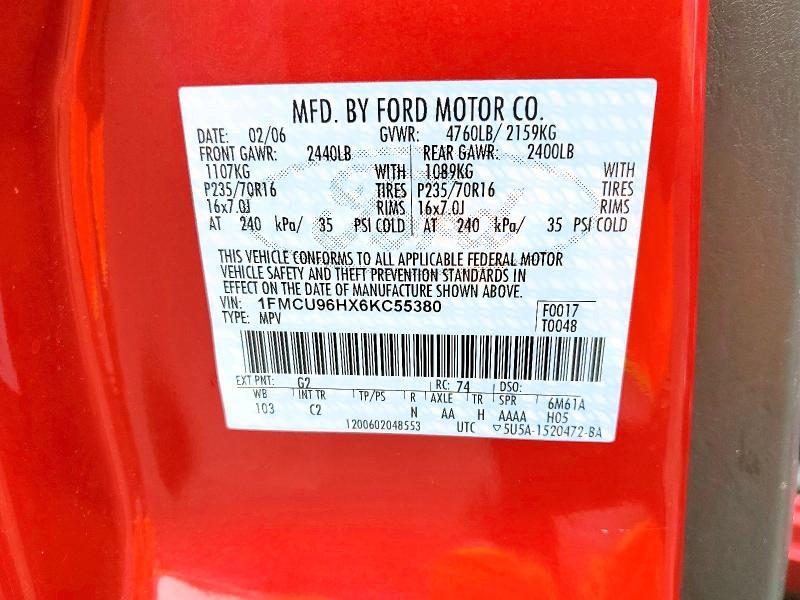 MFD. BY FORD MOTOR CO.
DATE: 02/06 GVWR: 4760LB/ 2159KG
FRONT GAWR: 2440LB REAR GAWR: 2400LB
1107KG WITH 1089KG WITH
P235/70R16 TIRES P235/70R16 TIRES
16x7.0J RIMS 16x7.0J RIMS
AT 240 kPa/ 35 PSI COLD AT 240 kPa/ 35 PSI COLD
THIS VEHICLE CONFORMS TO ALL APPLICABLE FEDERAL MOTOR
VEHICLE SAFETY AND THEFT PREVENTION STANDARDS IN
EFFECT ON THE DATE OF MANUFACTURE SHOWN ABOVE.
VIN: 1FMCU96HX6KC55380 F0017
TYPE: MPV T0048
EXT PNT: G2 RC: 74 DSO:
WB INT TR TP/PS R AXLE TR SPR 6M61A
103 C2 N AA H AAAA H05
1200602048553 UTC ▽5U5A-1520472-BA